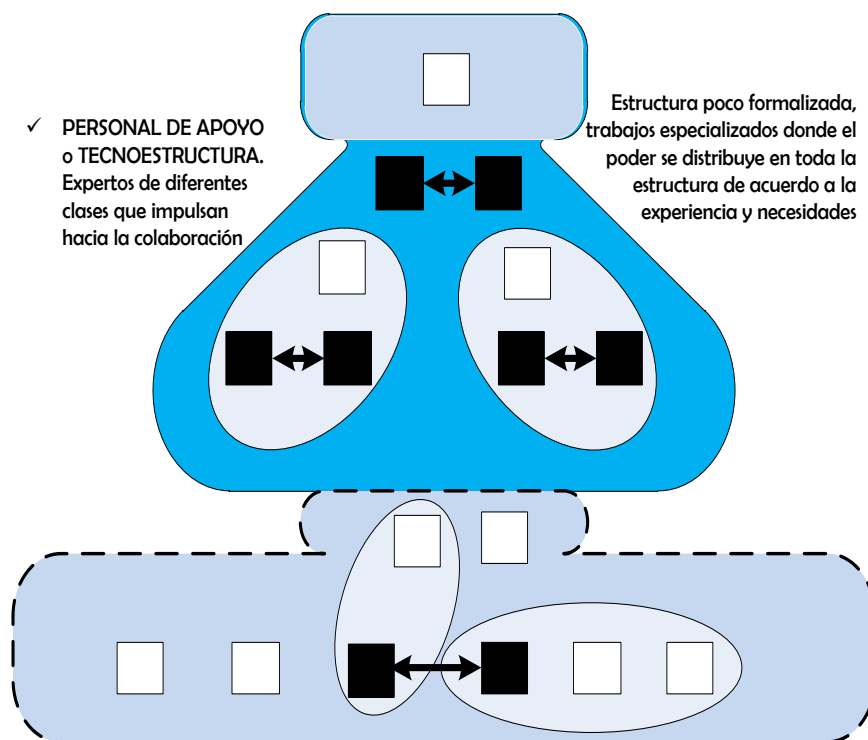 ✓ PERSONAL DE APOYO
o TECNOESTRUCTURA.
Expertos de diferentes
clases que impulsan
hacia la colaboración
Estructura poco formalizada,
trabajos especializados donde el
poder se distribuye en toda la
estructura de acuerdo a la
experiencia y necesidades